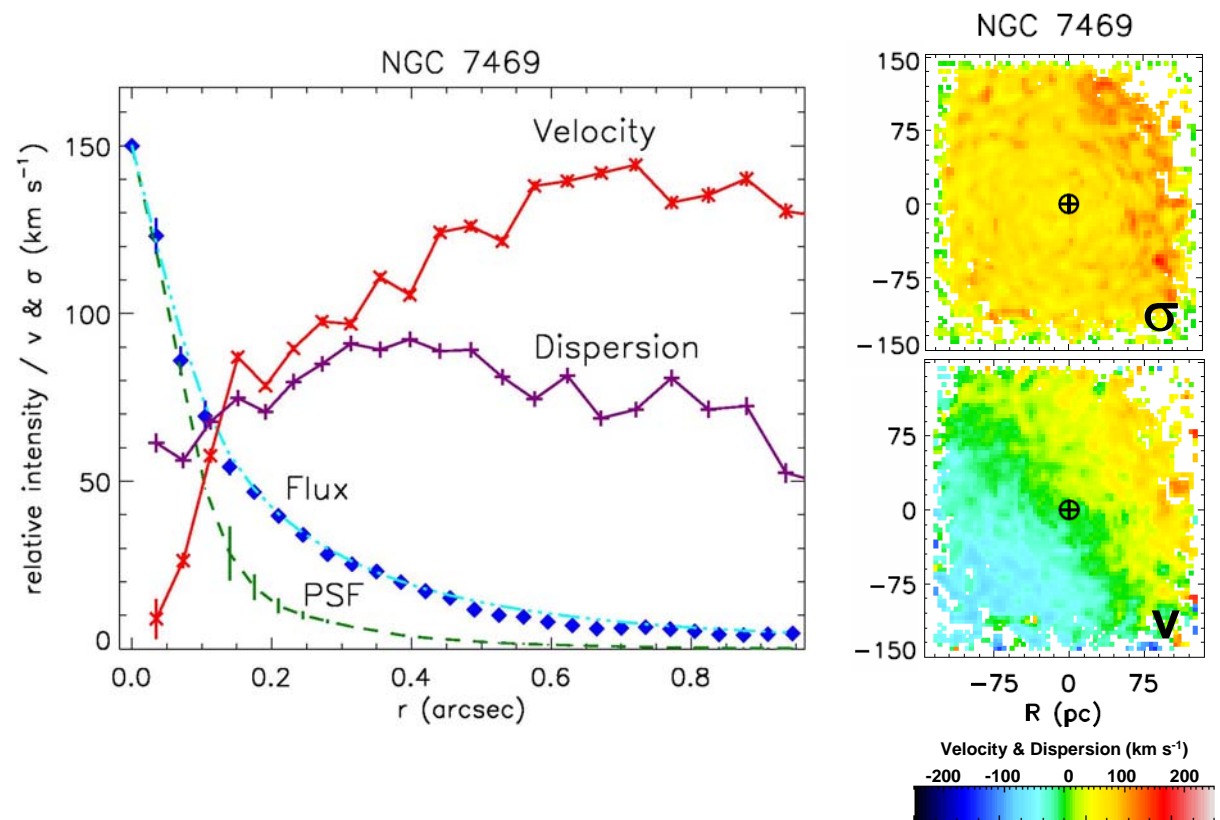 NGC 7469
relative intensity / v & σ (km s⁻¹)
150
100
50
0
Velocity
Dispersion
Flux
PSF
0.0 0.2 0.4 0.6 0.8
r (arcsec)
NGC 7469
150
75
0
−75
−150
σ
75
0
−75
−150
v
−75 0 75
R (pc)
Velocity & Dispersion (km s⁻¹)
-200 -100 0 100 200